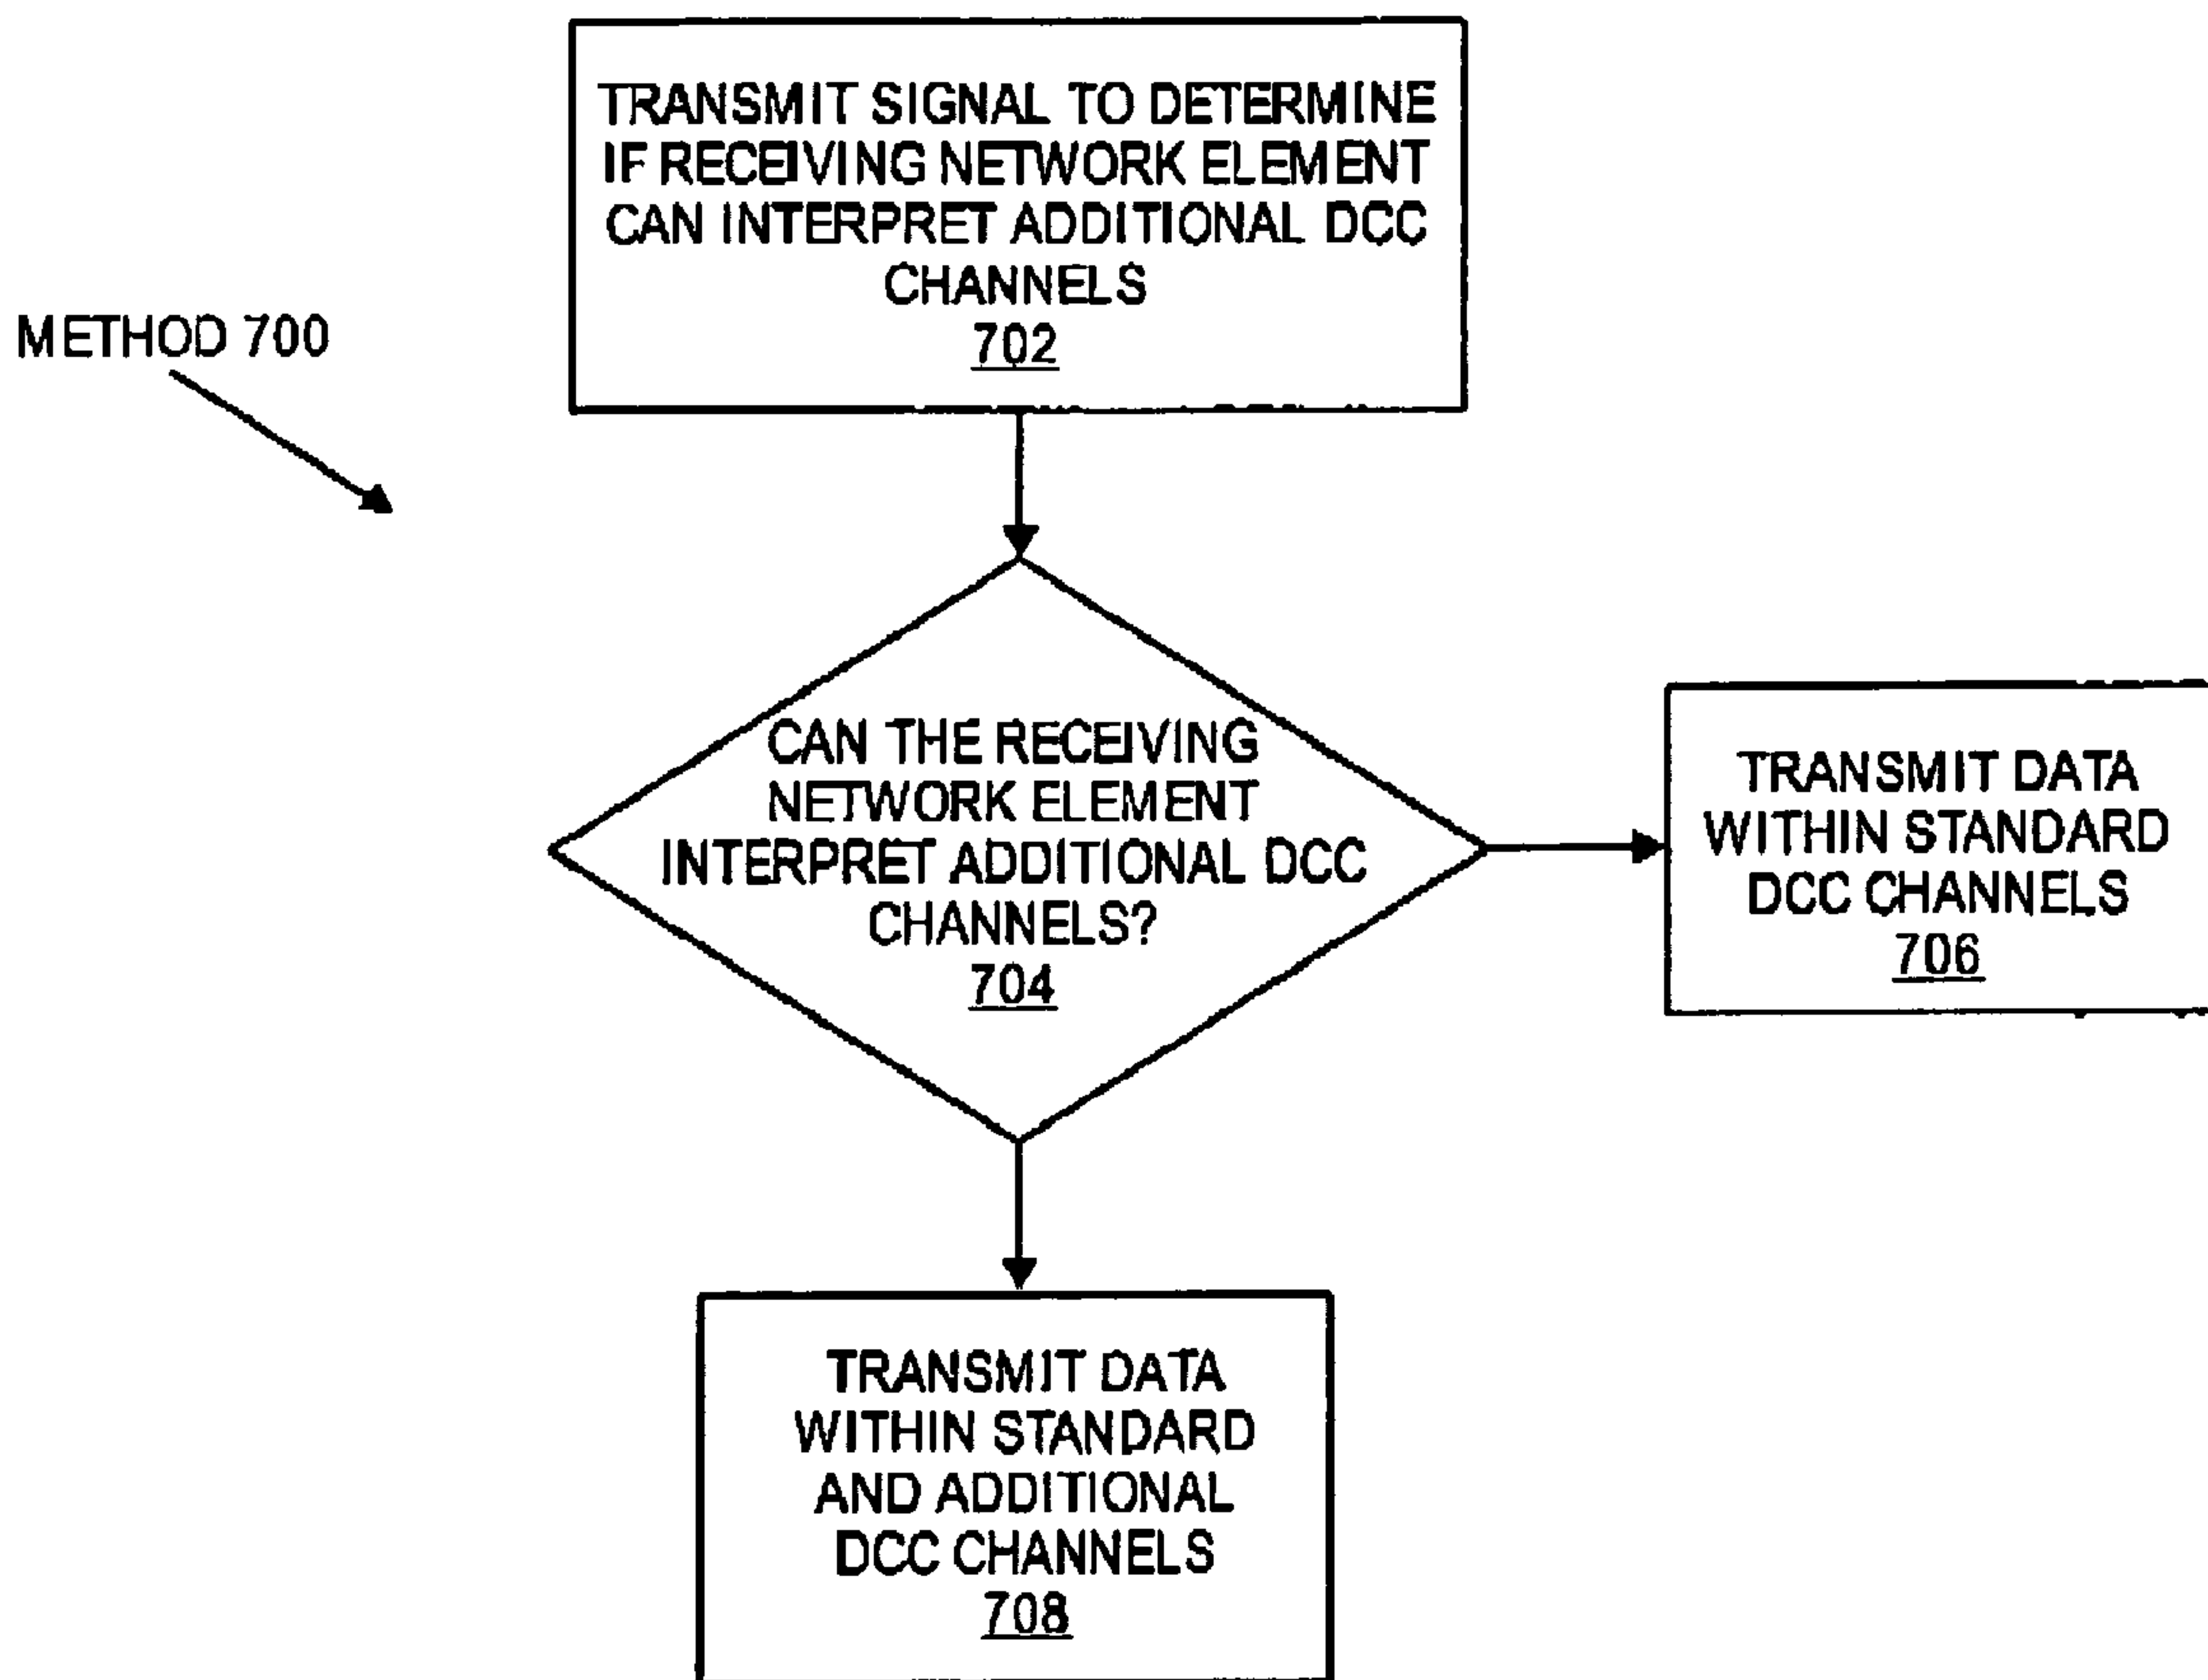 TRANSMIT SIGNAL TO DETERMINE
IF RECEIVING NETWORK ELEMENT
CAN INTERPRET ADDITIONAL DCC
CHANNELS
702
METHOD 700
CAN THE RECEIVING
NETWORK ELEMENT
INTERPRET ADDITIONAL DCC
CHANNELS?
704
TRANSMIT DATA
WITHIN STANDARD
DCC CHANNELS
706
TRANSMIT DATA
WITHIN STANDARD
AND ADDITIONAL
DCC CHANNELS
708